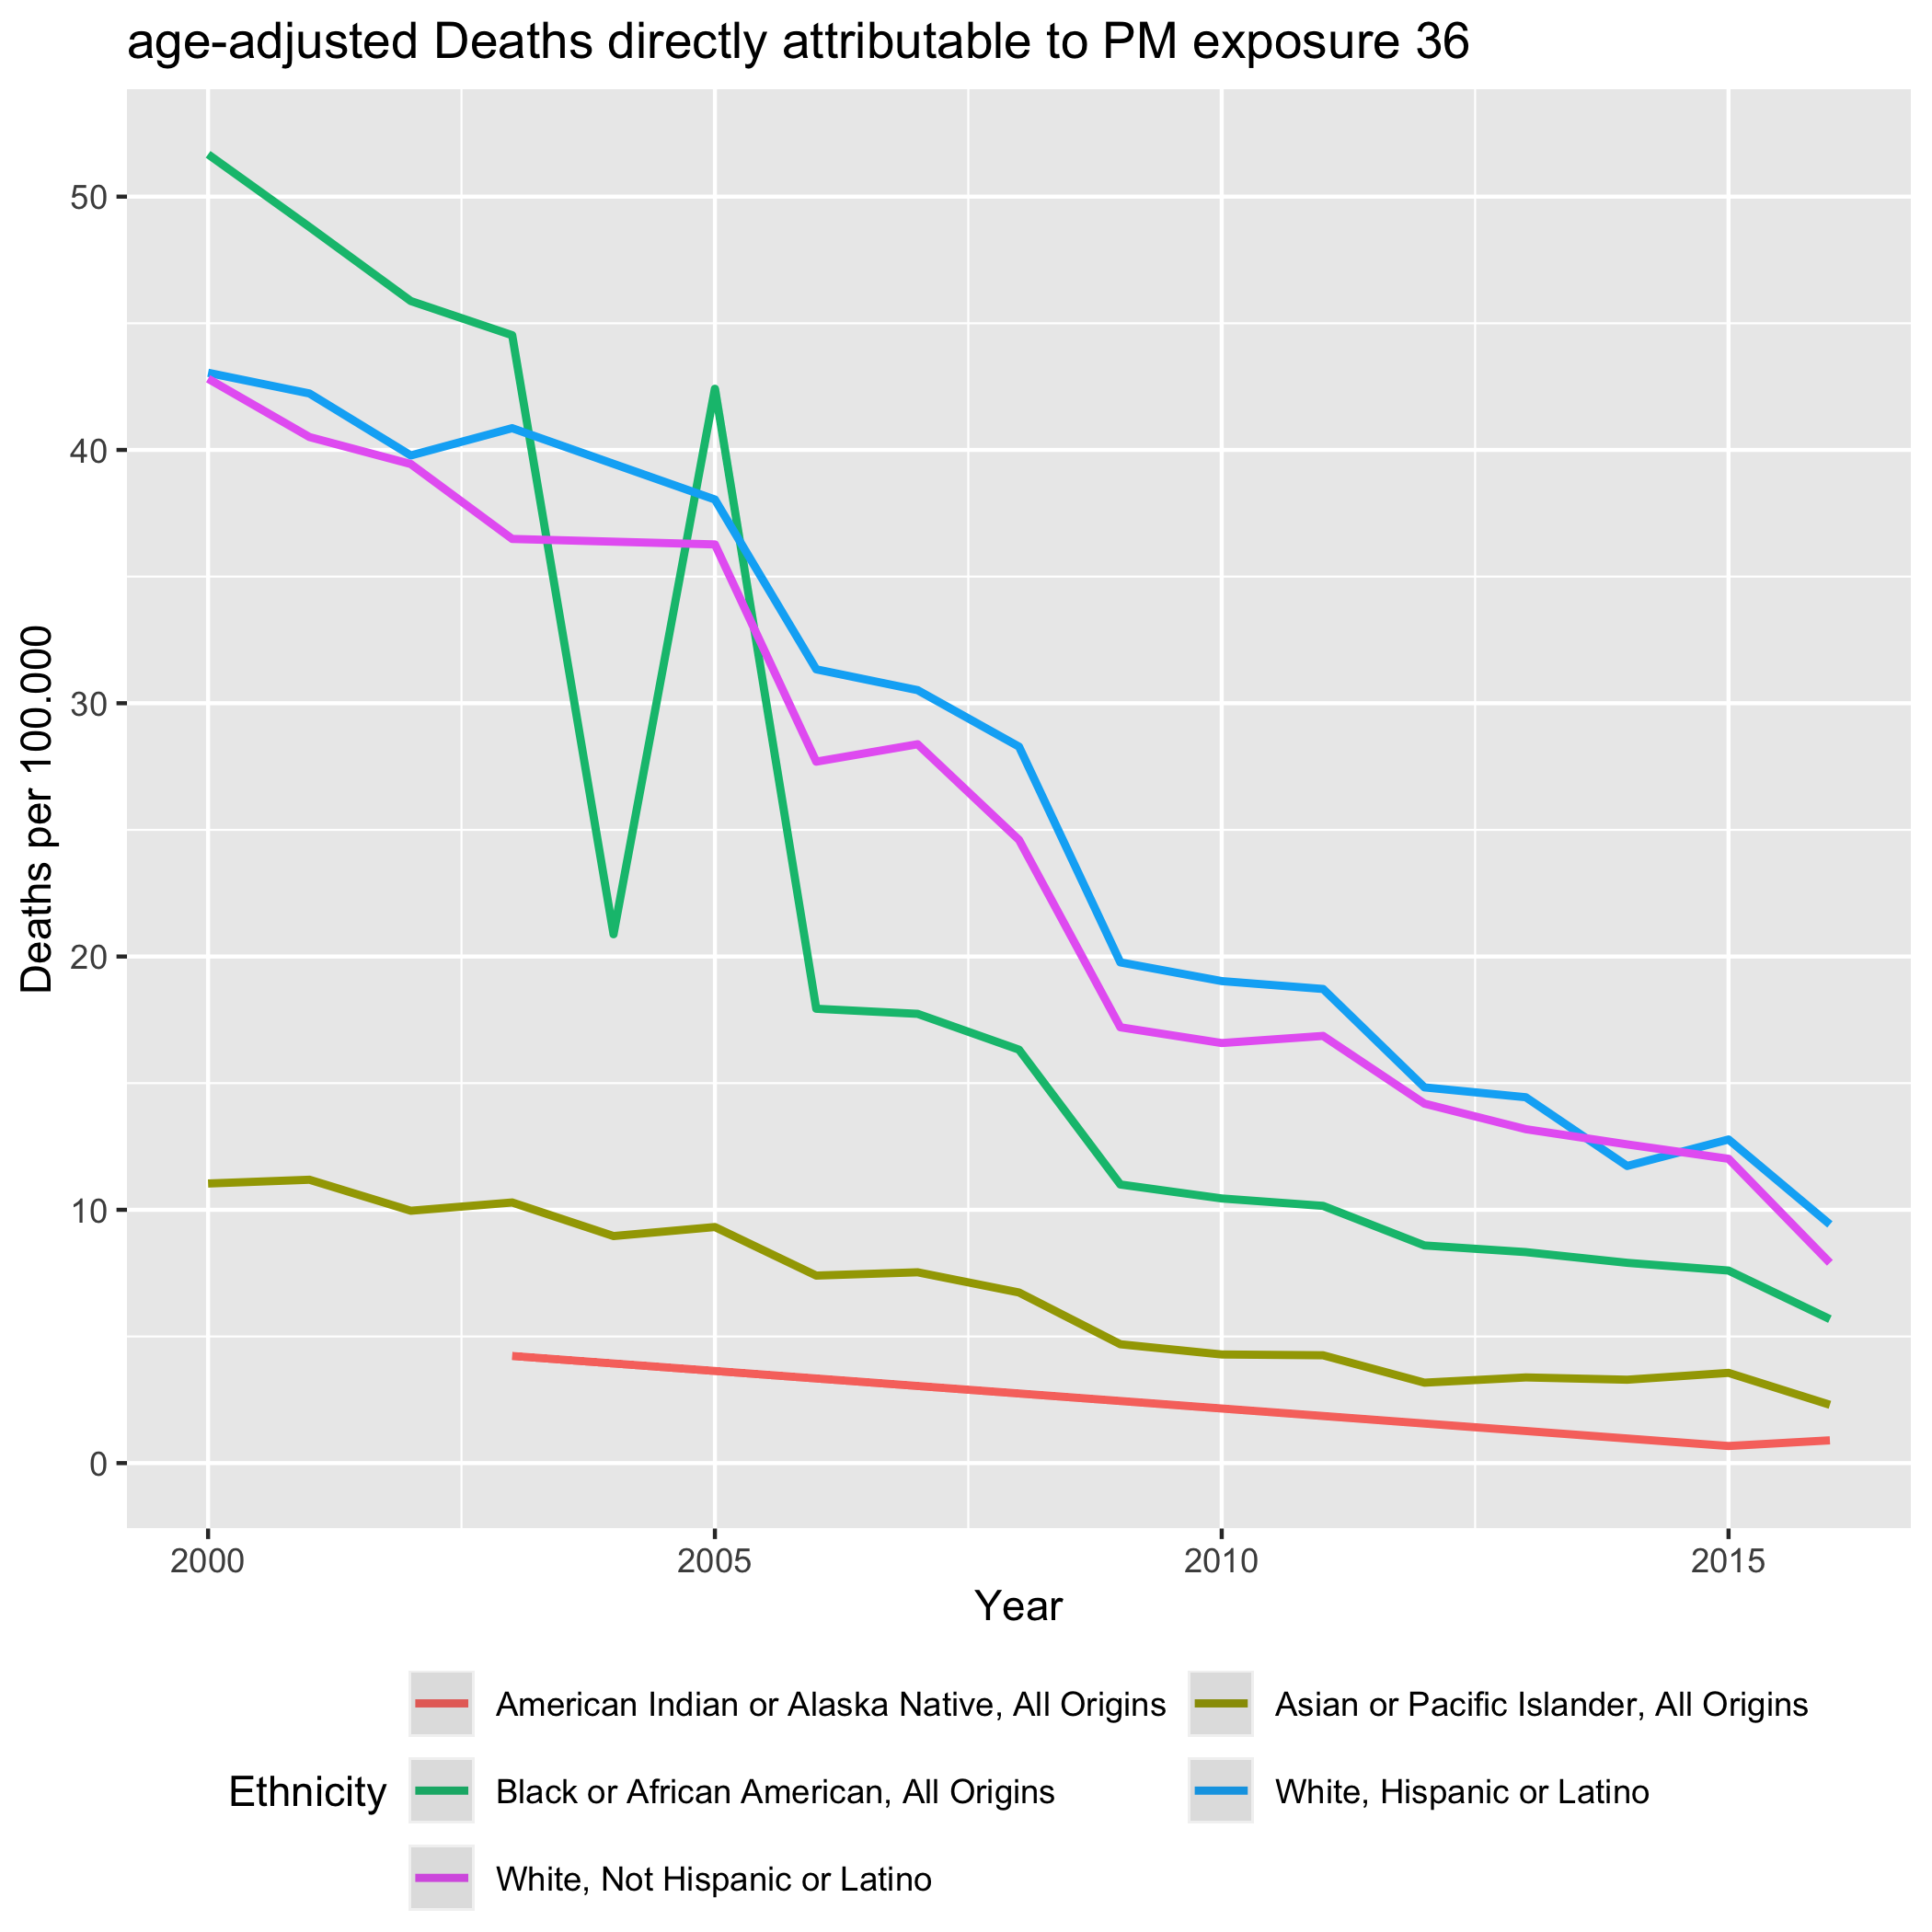 age-adjusted Deaths directly attributable to PM exposure 36
Deaths per 100.000
50
40
30
20
10
0
2000 2005 2010 2015
Year
Ethnicity
American Indian or Alaska Native, All Origins
Asian or Pacific Islander, All Origins
Black or African American, All Origins
White, Hispanic or Latino
White, Not Hispanic or Latino